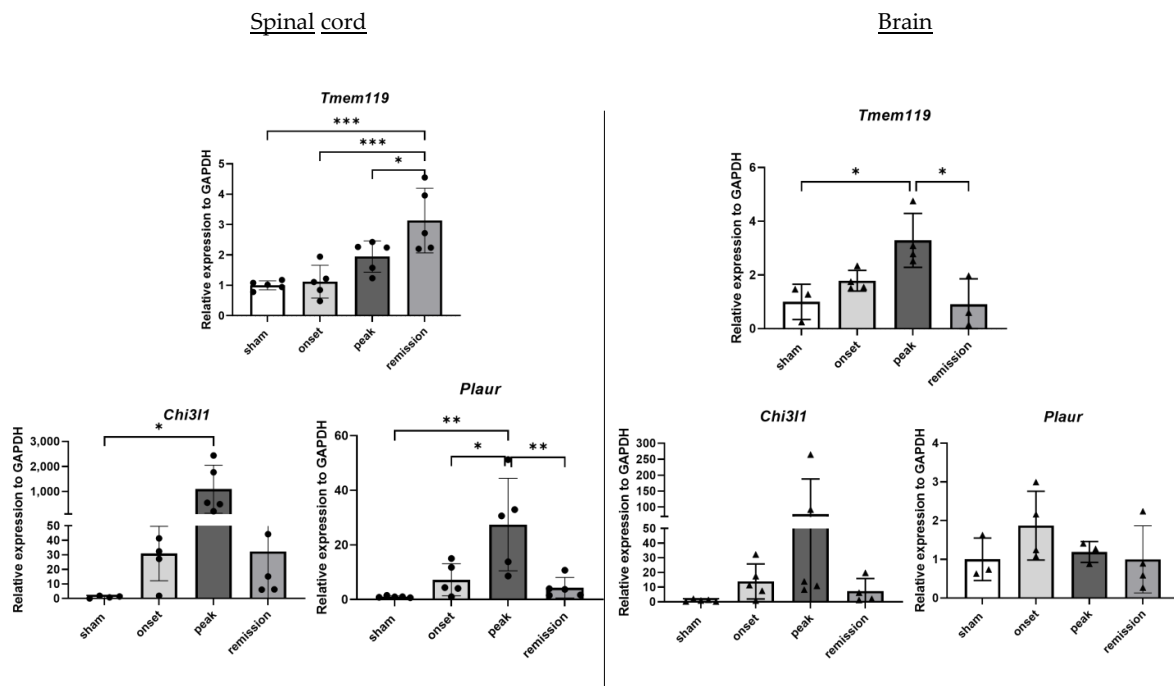 Spinal cord
Brain
Tmem119
***
***
*
Relative expression to GAPDH
5
4
3
2
1
0
sham
onset
peak
remission
Tmem119
*
*
Relative expression to GAPDH
6
4
2
0
sham
onset
peak
remission
Chi3l1
*
Relative expression to GAPDH
3,000
2,000
1,000
50
40
30
20
10
0
sham
onset
peak
remission
Plaur
**
*
**
Relative expression to GAPDH
60
40
20
0
sham
onset
peak
remission
Chi3l1
Relative expression to GAPDH
300
250
200
150
100
50
40
30
20
10
0
sham
onset
peak
remission
Plaur
Relative expression to GAPDH
4
3
2
1
0
sham
onset
peak
remission